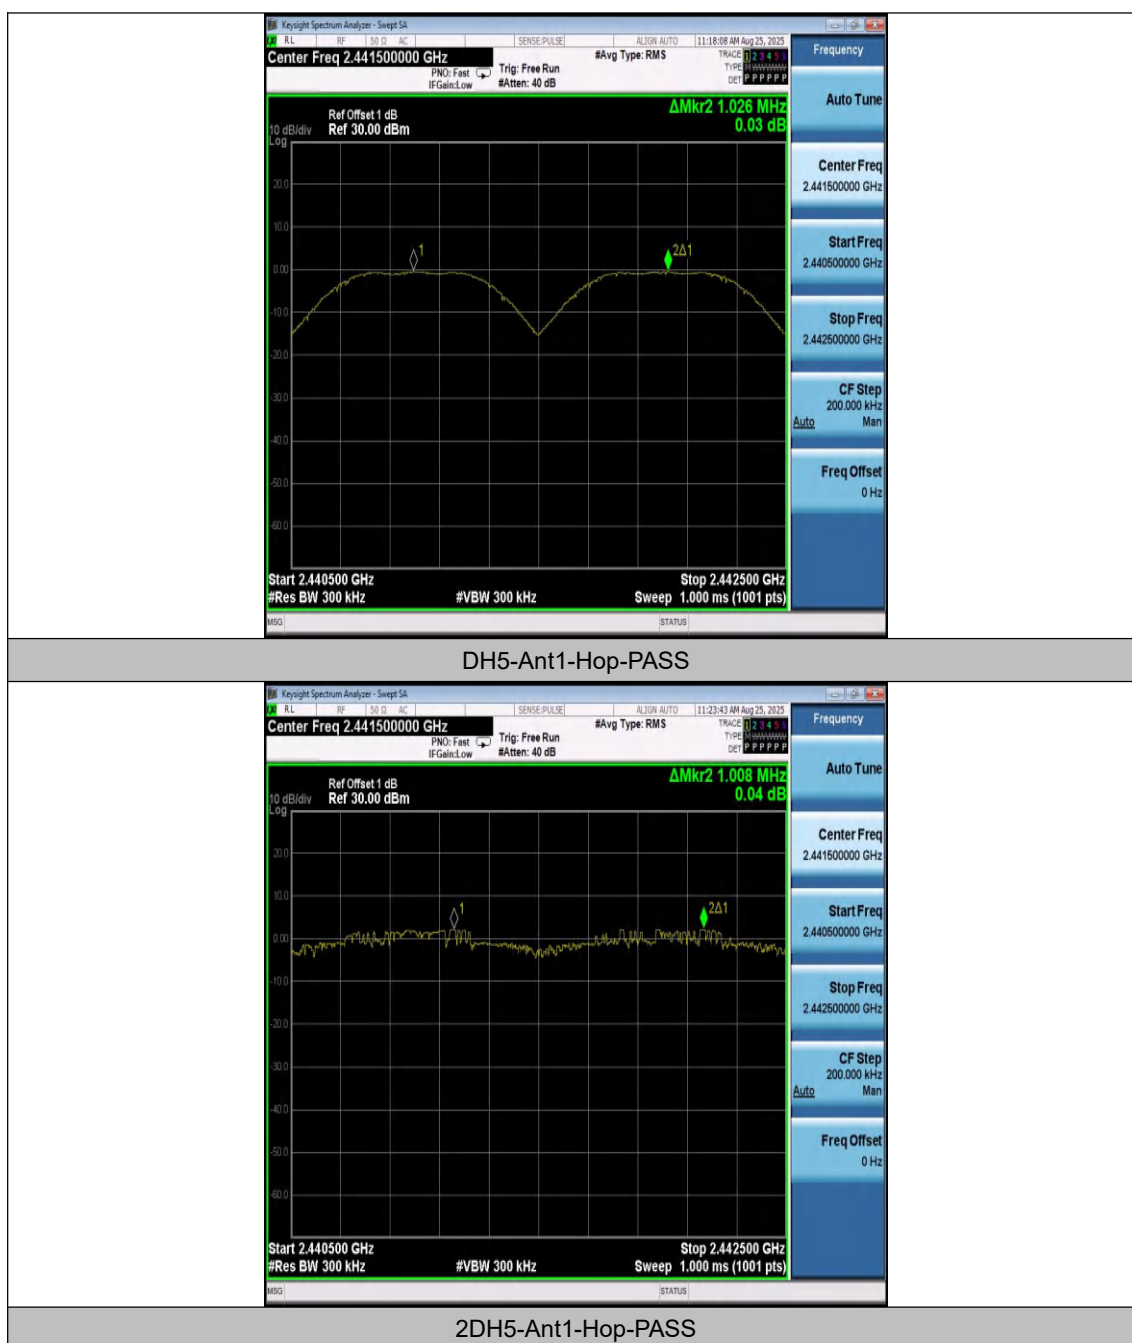 Keysight Spectrum Analyzer - Swept SA
RL RF 50 Ω AC SENSE:PULSE ALIGN AUTO 11:18:08 AM Aug 25, 2025
Center Freq 2.441500000 GHz
PNO: Fast
IFGain:Low
Trig: Free Run
#Atten: 40 dB
#Avg Type: RMS
TRACE 1 2 3 4 5 6
TYPE
DET P P P P P P
Ref Offset 1 dB
10 dB/div Ref 30.00 dBm
Log
ΔMkr2 1.026 MHz
0.03 dB
20.0
10.0
0.00
-10.0
-20.0
-30.0
-40.0
-50.0
-60.0
1
2Δ1
Start 2.440500 GHz Stop 2.442500 GHz
#Res BW 300 kHz #VBW 300 kHz Sweep 1.000 ms (1001 pts)
MSG STATUS
Frequency
Auto Tune
Center Freq
2.441500000 GHz
Start Freq
2.440500000 GHz
Stop Freq
2.442500000 GHz
CF Step
200.000 kHz
Auto Man
Freq Offset
0 Hz
DH5-Ant1-Hop-PASS
Keysight Spectrum Analyzer - Swept SA
RL RF 50 Ω AC SENSE:PULSE ALIGN AUTO 11:23:43 AM Aug 25, 2025
Center Freq 2.441500000 GHz
PNO: Fast
IFGain:Low
Trig: Free Run
#Atten: 40 dB
#Avg Type: RMS
TRACE 1 2 3 4 5 6
TYPE
DET P P P P P P
Ref Offset 1 dB
10 dB/div Ref 30.00 dBm
Log
ΔMkr2 1.008 MHz
0.04 dB
20.0
10.0
0.00
-10.0
-20.0
-30.0
-40.0
-50.0
-60.0
1
2Δ1
Start 2.440500 GHz Stop 2.442500 GHz
#Res BW 300 kHz #VBW 300 kHz Sweep 1.000 ms (1001 pts)
MSG STATUS
Frequency
Auto Tune
Center Freq
2.441500000 GHz
Start Freq
2.440500000 GHz
Stop Freq
2.442500000 GHz
CF Step
200.000 kHz
Auto Man
Freq Offset
0 Hz
2DH5-Ant1-Hop-PASS